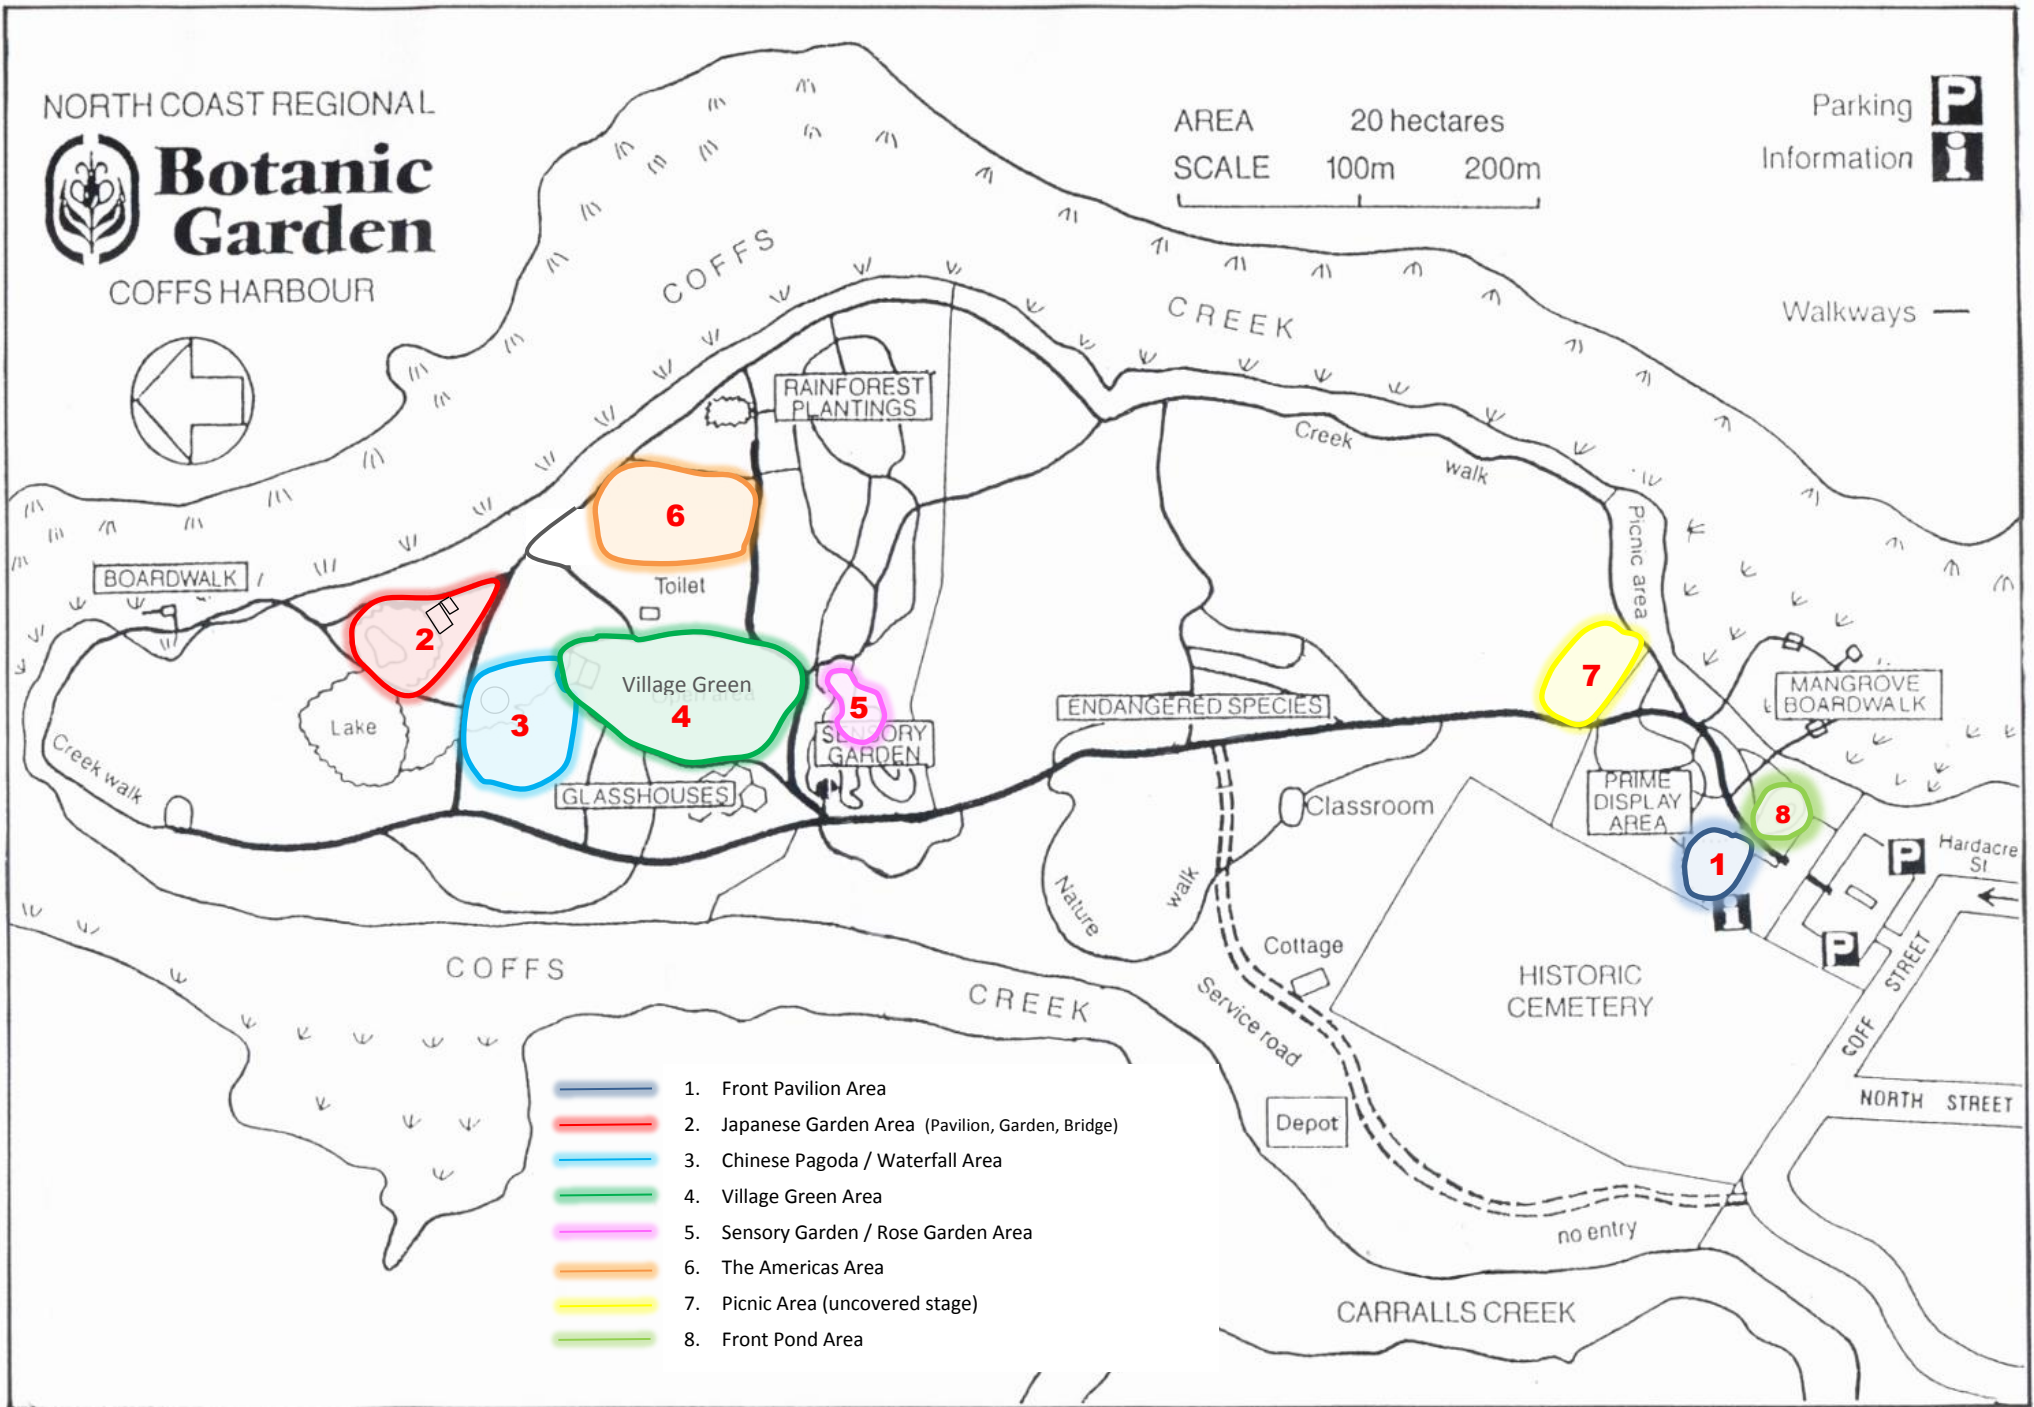 NORTH COAST REGIONAL
Botanic
Garden
COFFS HARBOUR
AREA 20 hectares
SCALE 100m 200m
Parking P
Information i
Walkways
COFFS
CREEK
RAINFOREST
PLANTINGS
Creek walk
Picnic area
6
Toilet
BOARDWALK
2
Lake
3
Village Green
4
5
SENSORY
GARDEN
GLASSHOUSES
Creek walk
ENDANGERED SPECIES
7
MANGROVE
BOARDWALK
PRIME
DISPLAY
AREA
8
1
i
Classroom
P
Hardacre
St
P
Nature walk
Cottage
Service road
HISTORIC
CEMETERY
COFF STREET
NORTH STREET
COFFS
CREEK
Depot
no entry
CARRALLS CREEK
1. Front Pavilion Area
2. Japanese Garden Area (Pavilion, Garden, Bridge)
3. Chinese Pagoda / Waterfall Area
4. Village Green Area
5. Sensory Garden / Rose Garden Area
6. The Americas Area
7. Picnic Area (uncovered stage)
8. Front Pond Area